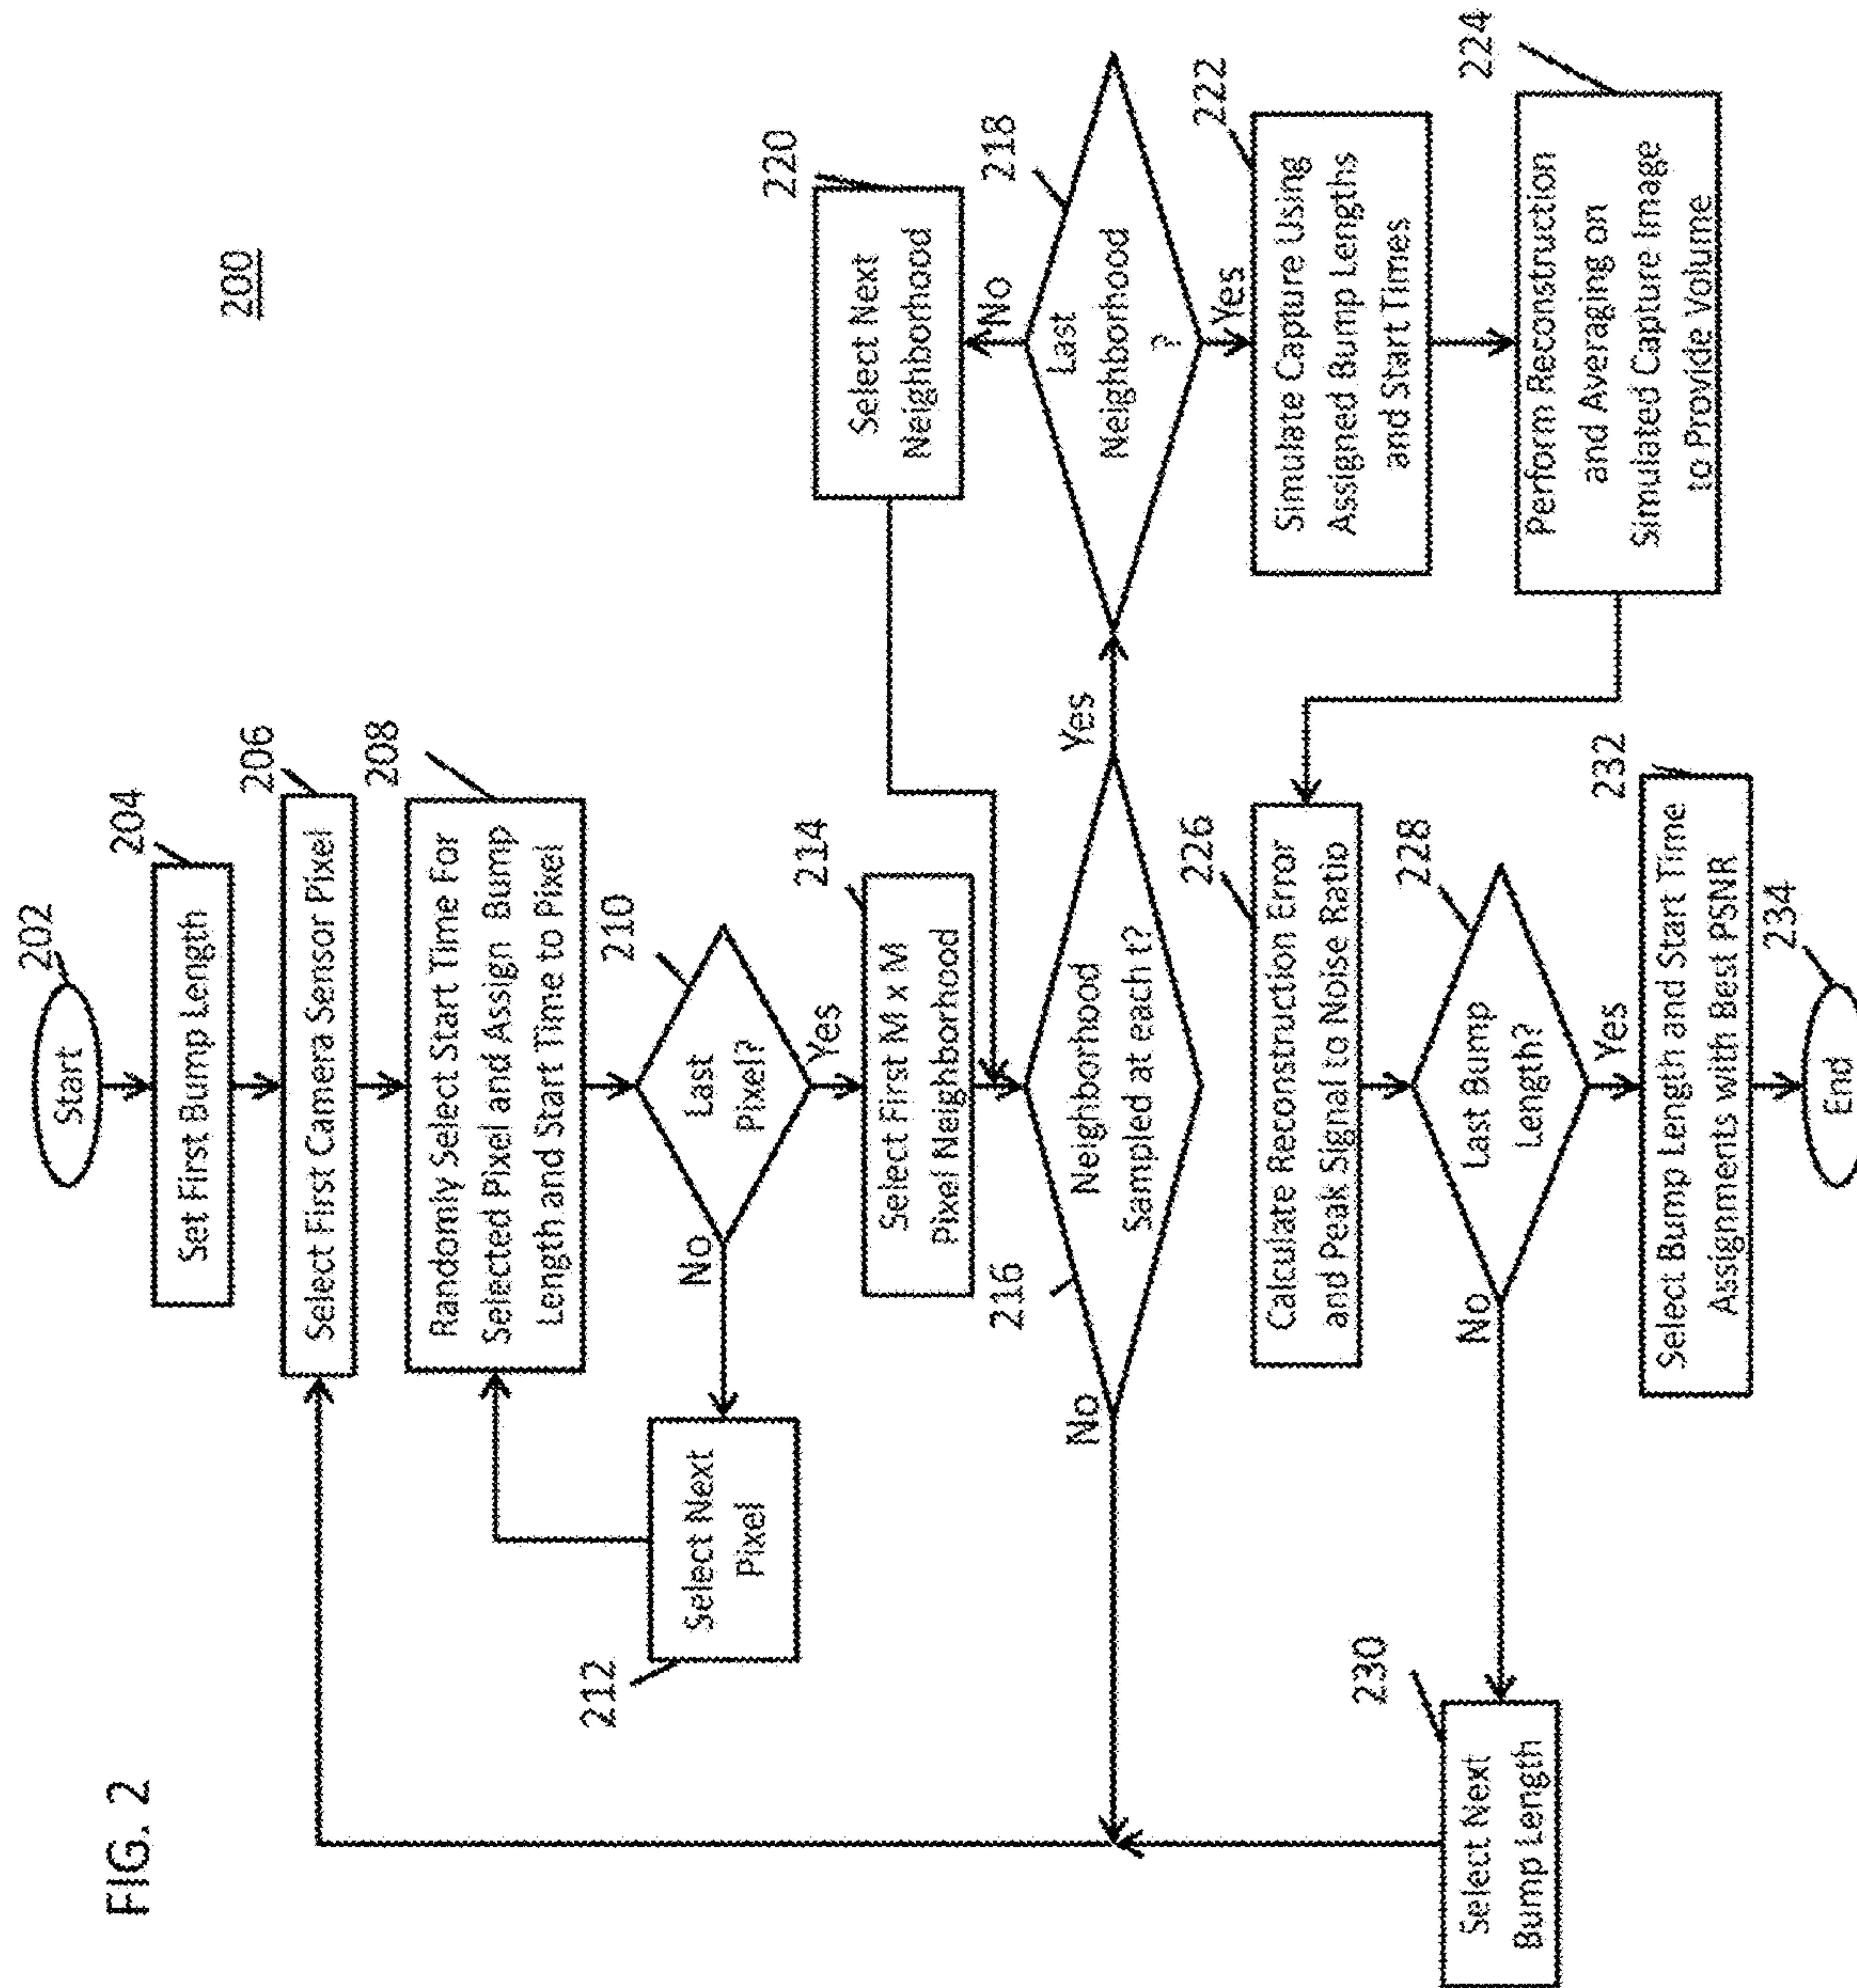 FIG. 2
200
202
Start
204
Set First Bump Length
206
Select First Camera Sensor Pixel
208
Randomly Select Start Time For
Selected Pixel and Assign Bump
Length and Start Time to Pixel
210
Last
Pixel?
No
Yes
212
Select Next
Pixel
214
Select First M x M
Pixel Neighborhood
216
Neighborhood
Sampled at each t?
No
Yes
218
Last
Neighborhood
?
No
Yes
220
Select Next
Neighborhood
222
Simulate Capture Using
Assigned Bump Lengths
and Start Times
224
Perform Reconstruction
and Averaging on
Simulated Capture Image
to Provide Volume
226
Calculate Reconstruction Error
and Peak Signal to Noise Ratio
228
Last Bump
Length?
No
Yes
230
Select Next
Bump Length
232
Select Bump Length and Start Time
Assignments with Best PSNR
234
End